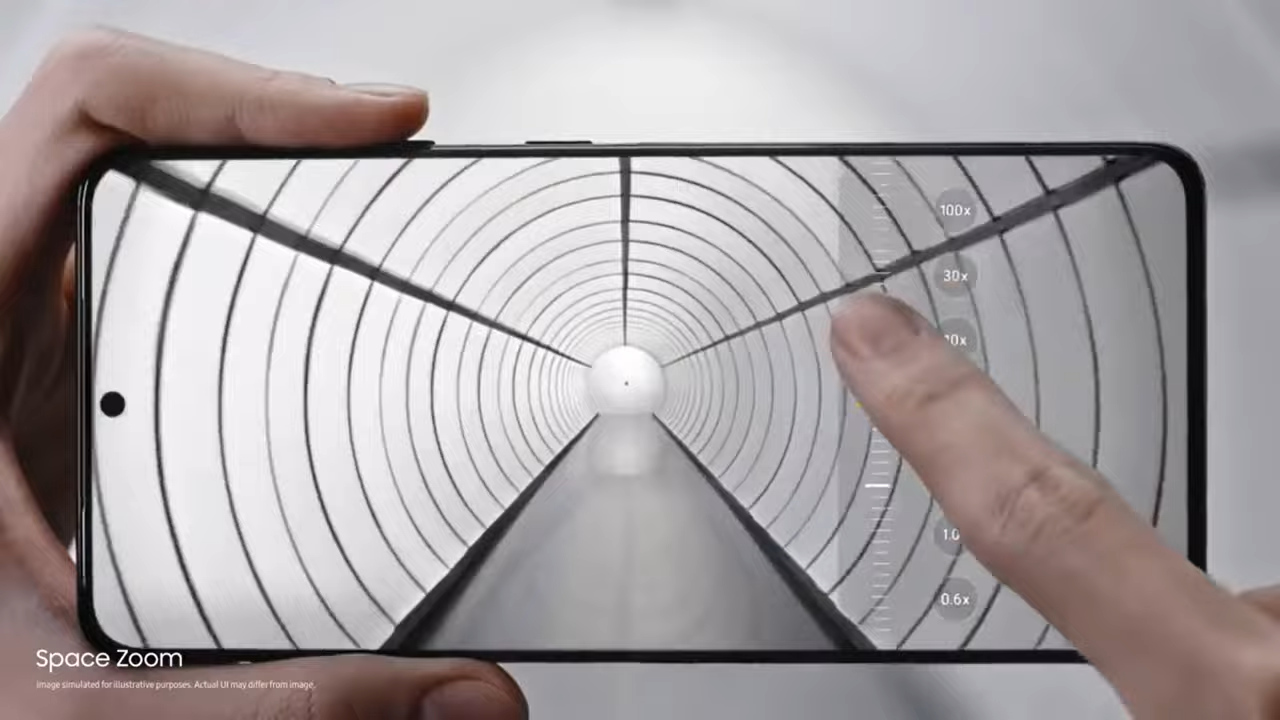 100x
30x
10x
1.0
0.6x
Space Zoom
Image simulated for illustrative purposes. Actual UI may differ from image.